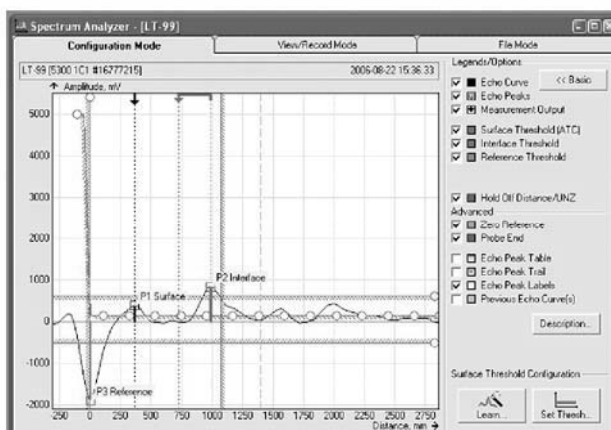 Spectrum Analyzer - [LT-99]
Configuration Mode
View/Record Mode
File Mode
LT-99 [5300 1C1 #16777215]
2006-08-22 15:36:33
Amplitude, mV
5000
4000
3000
2000
1000
0
-1000
-2000
P1 Surface
P2 Interface
P3 Reference
-250 0 250 500 750 1000 1250 1500 1750 2000 2250 2500 2750
Distance, mm
Legends/Options
Echo Curve
<< Basic
Echo Peaks
Measurement Output
Surface Threshold (ATC)
Interface Threshold
Reference Threshold
Hold Off Distance/UNZ
Advanced
Zero Reference
Probe End
Echo Peak Table
Echo Peak Trail
Echo Peak Labels
Previous Echo Curve(s)
Description...
Surface Threshold Configuration
Learn...
Set Thresh...